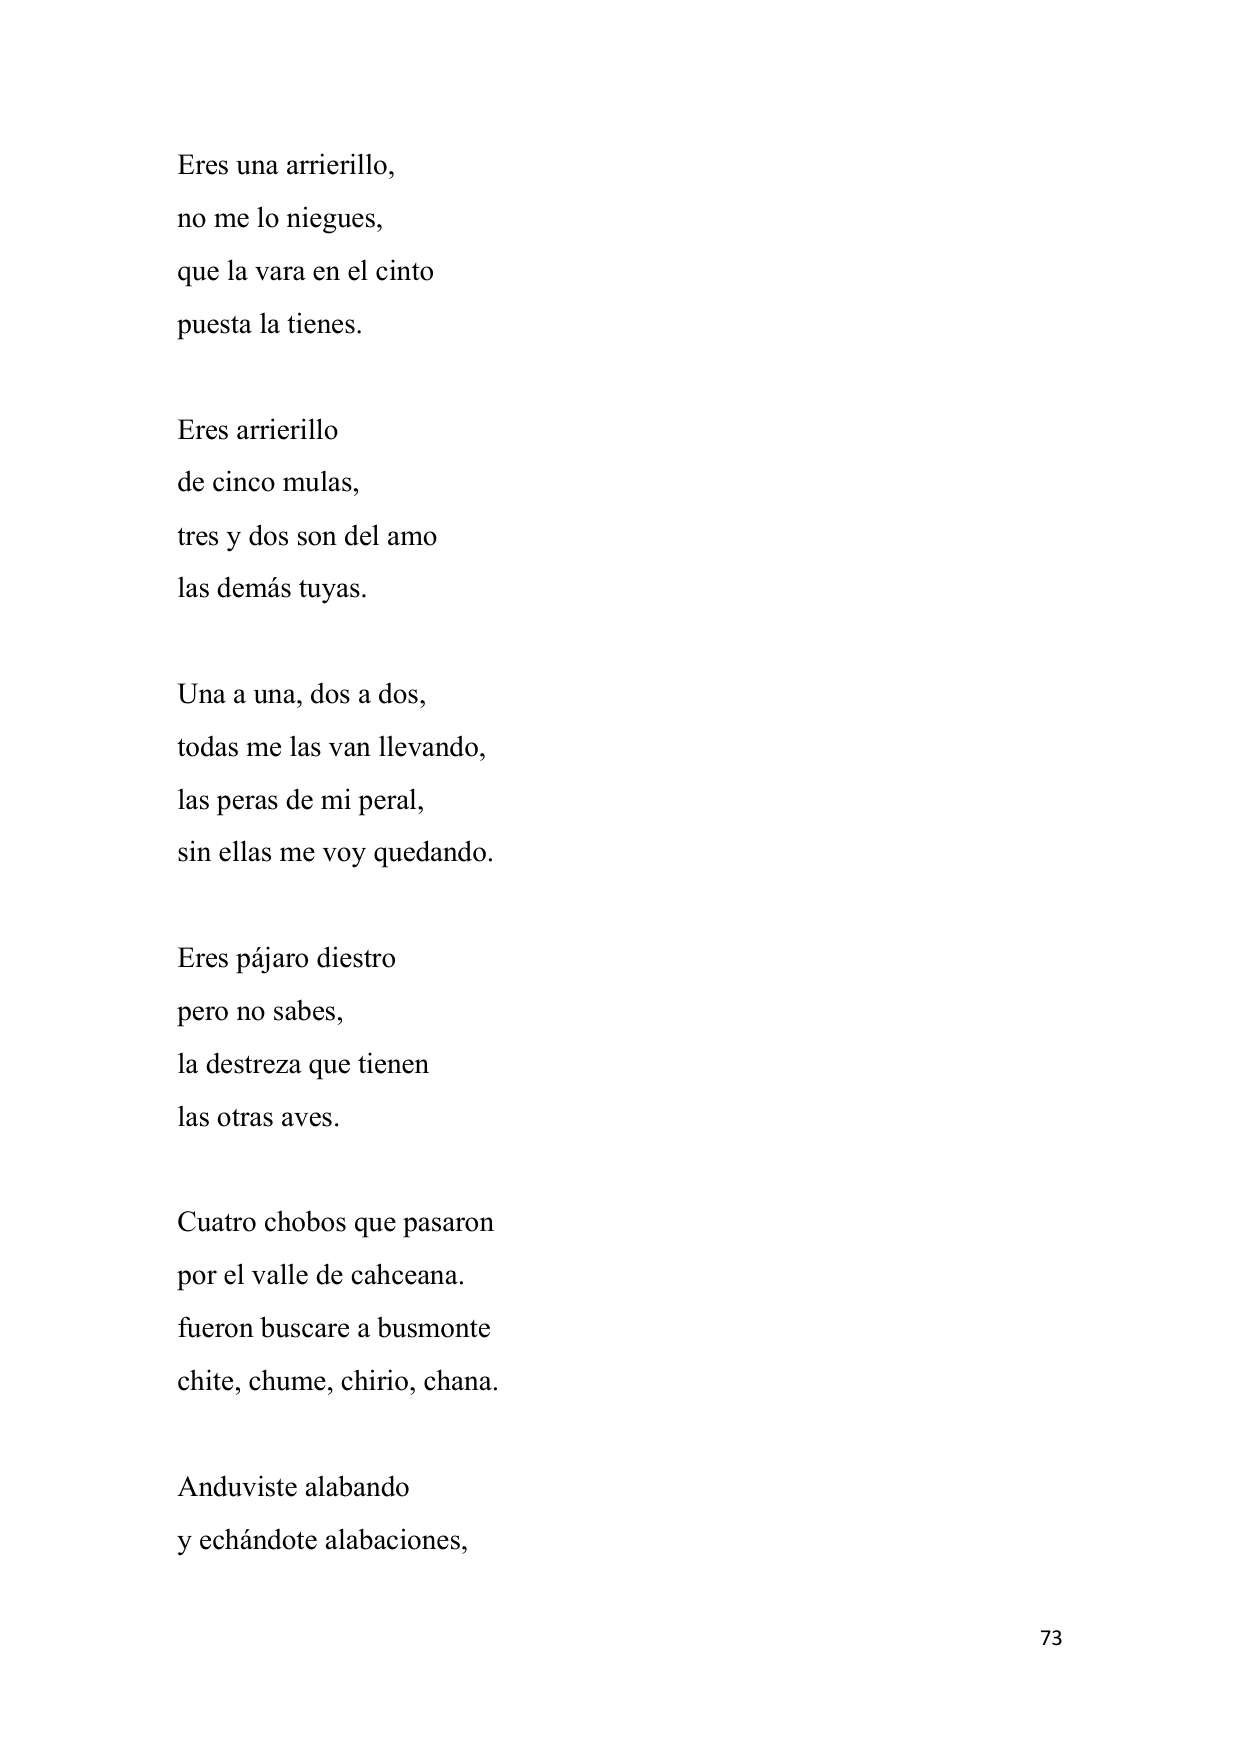 Eres una arrierillo,
no me lo niegues,
que la vara en el cinto
puesta la tienes.
Eres arrierillo
de cinco mulas,
tres y dos son del amo
las demás tuyas.
Una a una, dos a dos,
todas me las van llevando,
las peras de mi peral,
sin ellas me voy quedando.
Eres pájaro diestro
pero no sabes,
la destreza que tienen
las otras aves.
Cuatro chobos que pasaron
por el valle de cahceana.
fueron buscare a busmonte
chite, chume, chirio, chana.
Anduviste alabando
y echándote alabaciones,
73